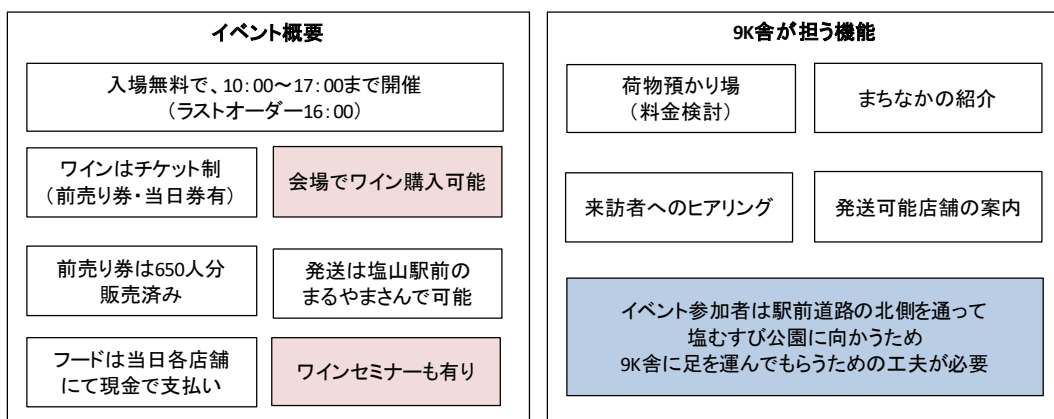 イベント概要
入場無料で、10:00～17:00まで開催
（ラストオーダー16:00）
ワインはチケット制
（前売り券・当日券有）
会場でワイン購入可能
前売り券は650人分
販売済み
発送は塩山駅前の
まるやまさんで可能
フードは当日各店舗
にて現金で支払い
ワインセミナーも有り
9K舎が担う機能
荷物預かり場
（料金検討）
まちなかの紹介
来訪者へのヒアリング
発送可能店舗の案内
イベント参加者は駅前道路の北側を通って
塩むすび公園に向かうため
9K舎に足を運んでもらうための工夫が必要